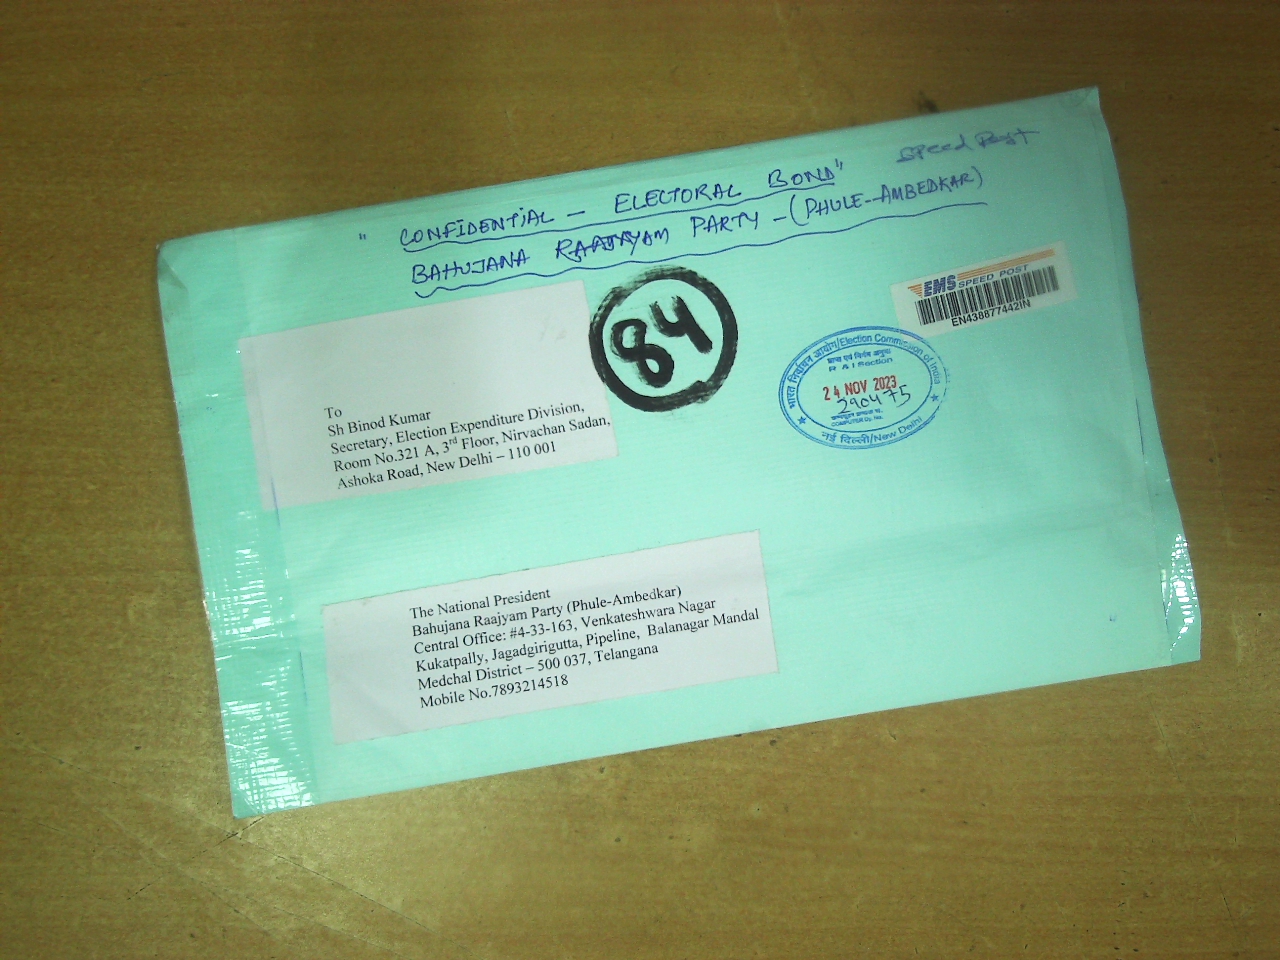 Speed Post
" CONFIDENTIAL - ELECTORAL BOND"
BAHUJANA RAAJYAM PARTY - (PHULE-AMBEDKAR)
84
EMS SPEED POST
EN438877442IN
भारत निर्वाचन आयोग/Election Commission of India
R & I Section
24 NOV 2023
290475
COMPUTER Dy. No.
नई दिल्ली/New Delhi
To
Sh Binod Kumar
Secretary, Election Expenditure Division,
Room No.321 A, 3rd Floor, Nirvachan Sadan,
Ashoka Road, New Delhi – 110 001
The National President
Bahujana Raajyam Party (Phule-Ambedkar)
Central Office: #4-33-163, Venkateshwara Nagar
Kukatpally, Jagadgirigutta, Pipeline, Balanagar Mandal
Medchal District – 500 037, Telangana
Mobile No.7893214518